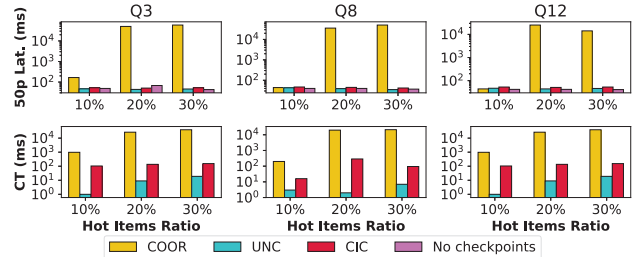 Q3 Q8 Q12
50p Lat. (ms)
10^4 10^4 10^4
10^3 10^3 10^3
10^2 10^2 10^2
10% 20% 30% 10% 20% 30% 10% 20% 30%
CT (ms)
10^4 10^4 10^4
10^3 10^3 10^3
10^2 10^2 10^2
10^1 10^1 10^1
10^0 10^0 10^0
10% 20% 30% 10% 20% 30% 10% 20% 30%
Hot Items Ratio Hot Items Ratio Hot Items Ratio
COOR UNC CIC No checkpoints